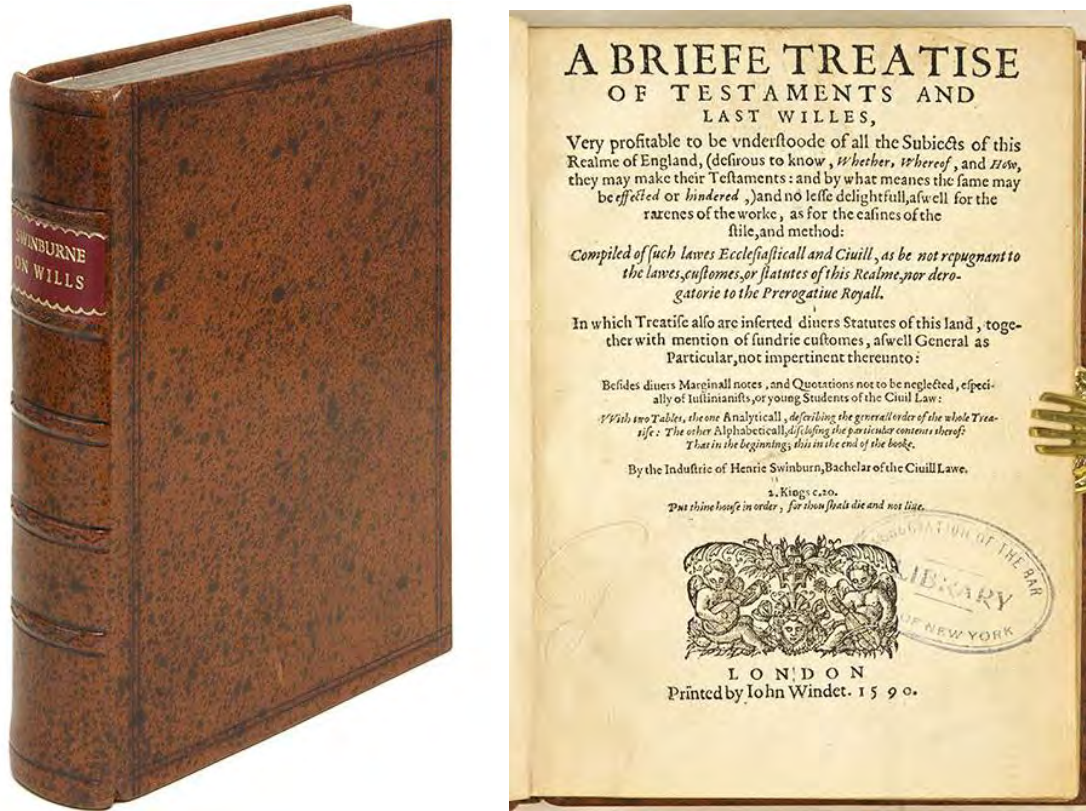 SWINBURNE
ON WILLS
A BRIEFE TREATISE
OF TESTAMENTS AND
LAST WILLES,
Very profitable to be vnderſtoode of all the Subiects of this
Realme of England, (deſirous to know, Whether, Whereof, and How,
they may make their Teſtaments: and by what meanes the ſame may
be effected or hindered,) and no leſſe delightfull, aſwell for the
rarenes of the worke, as for the eaſines of the
ſtile, and method:
Compiled of ſuch lawes Eccleſiaſticall and Ciuill, as be not repugnant to
the lawes, cuſtomes, or ſtatutes of this Realme, nor dero-
gatorie to the Prerogatiue Royall.
In which Treatiſe alſo are inſerted diuers Statutes of this land, toge-
ther with mention of ſundrie cuſtomes, aſwell General as
Particular, not impertinent thereunto:
Beſides diuers Marginall notes, and Quotations not to be neglected, eſpeci-
ally of Iuſtinianiſts, or young Students of the Ciuil Law:
VVith two Tables, the one Analyticall, deſcribing the generall order of the whole Trea-
tiſe: The other Alphabeticall, diſcloſing the particular contents therof:
That in the beginning; this in the end of the booke.
By the Induſtrie of Henrie Swinburn, Bachelar of the Ciuill Lawe.
2. Kings c. 20.
Put thine houſe in order, for thou ſhalt die and not liue.
ASSOCIATION OF THE BAR
LIBRARY
OF NEW YORK
LONDON
Printed by Iohn Windet. 1590.